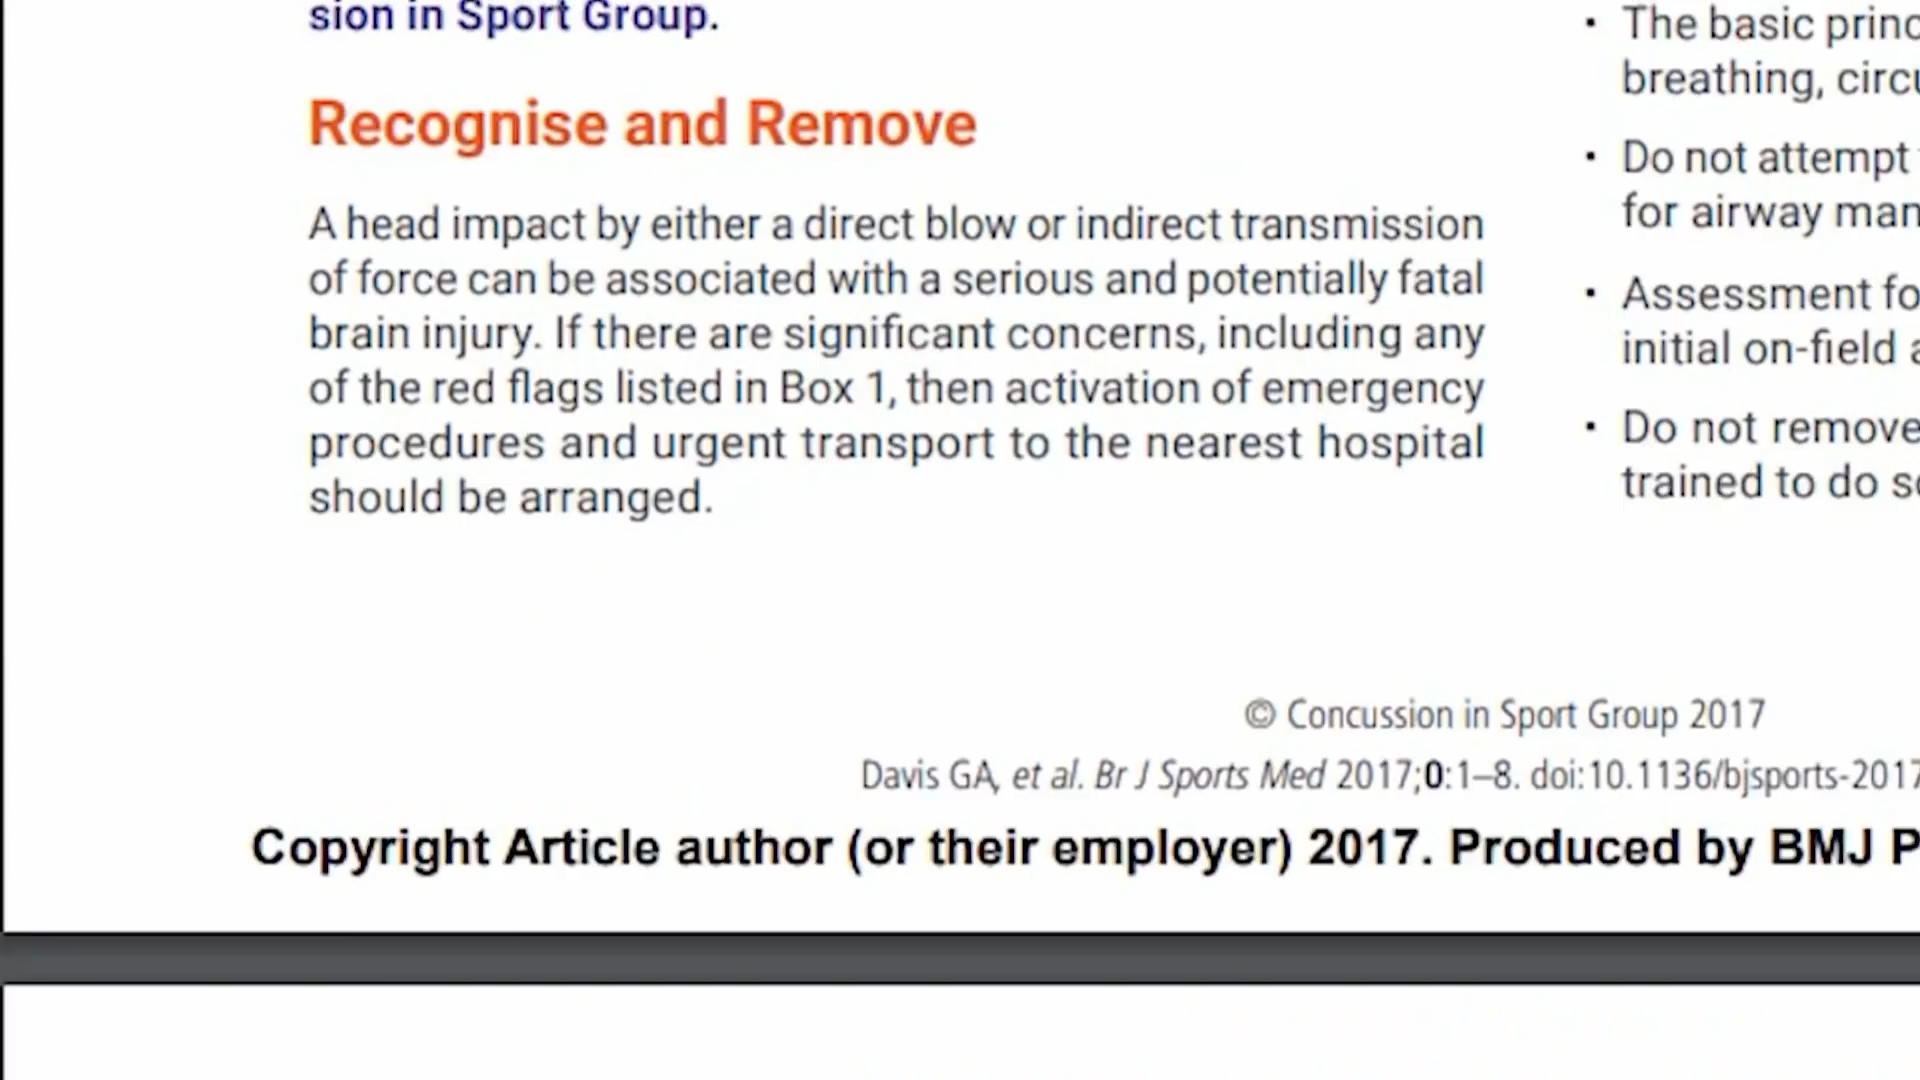 sion in Sport Group.
Recognise and Remove
A head impact by either a direct blow or indirect transmission
of force can be associated with a serious and potentially fatal
brain injury. If there are significant concerns, including any
of the red flags listed in Box 1, then activation of emergency
procedures and urgent transport to the nearest hospital
should be arranged.
• The basic princ
breathing, circu
• Do not attempt
for airway man
• Assessment fo
initial on-field a
• Do not remove
trained to do so
© Concussion in Sport Group 2017
Davis GA, et al. Br J Sports Med 2017;0:1–8. doi:10.1136/bjsports-2017
Copyright Article author (or their employer) 2017. Produced by BMJ P